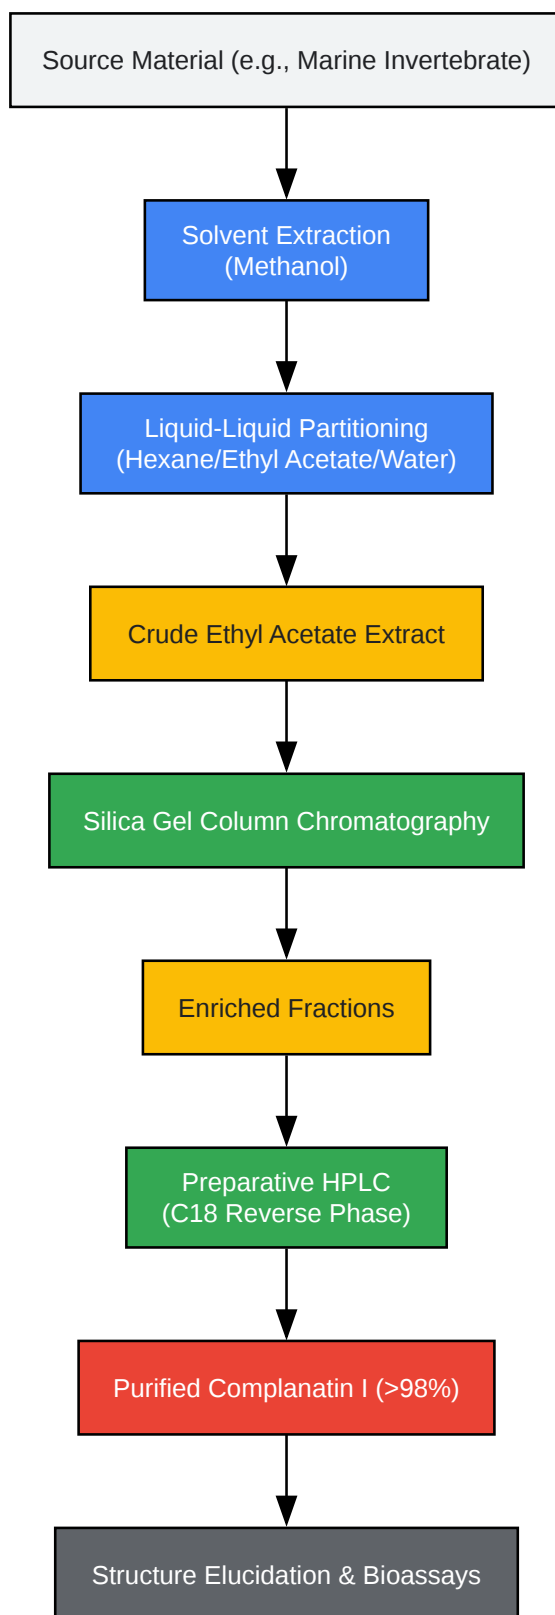 Source Material (e.g., Marine Invertebrate)
Solvent Extraction
(Methanol)
Liquid-Liquid Partitioning
(Hexane/Ethyl Acetate/Water)
Crude Ethyl Acetate Extract
Silica Gel Column Chromatography
Enriched Fractions
Preparative HPLC
(C18 Reverse Phase)
Purified Complanatin I (>98%)
Structure Elucidation & Bioassays